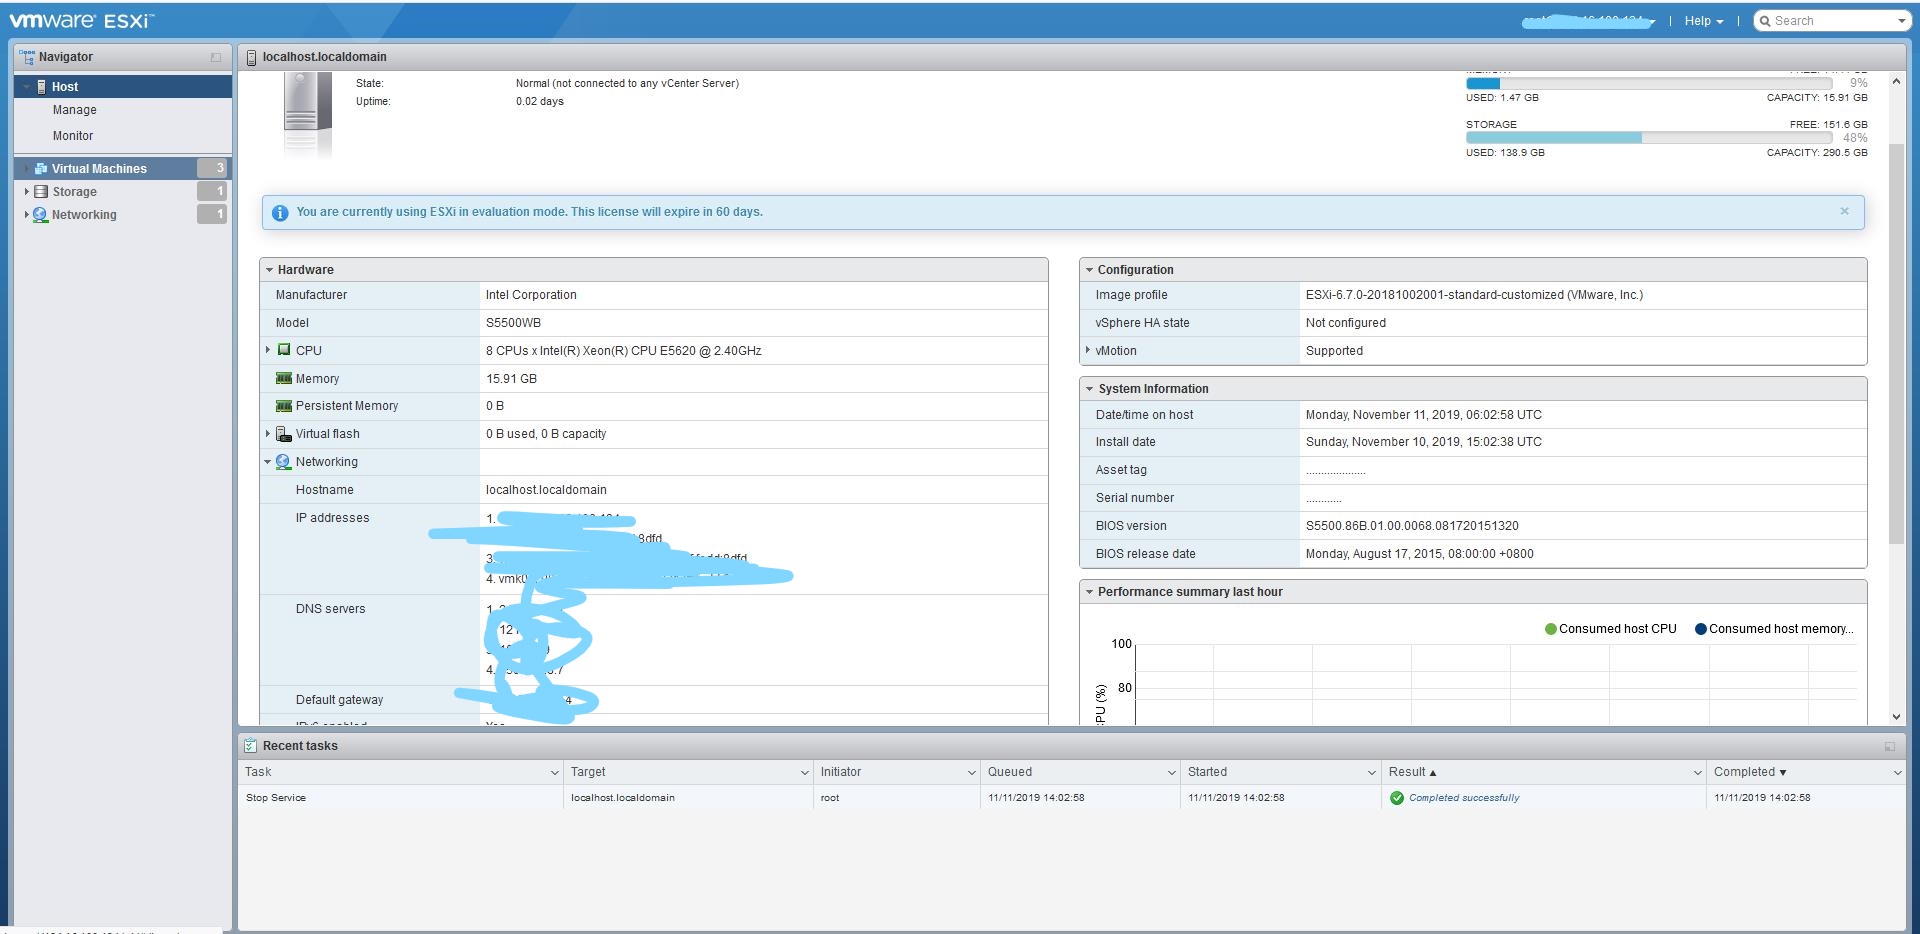 vmware ESXi™
Help
Search
Navigator
Host
Manage
Monitor
Virtual Machines 3
Storage 1
Networking 1
localhost.localdomain
State: Normal (not connected to any vCenter Server)
Uptime: 0.02 days
9%
USED: 1.47 GB CAPACITY: 15.91 GB
STORAGE FREE: 151.6 GB
48%
USED: 138.9 GB CAPACITY: 290.5 GB
You are currently using ESXi in evaluation mode. This license will expire in 60 days.
Hardware
Manufacturer Intel Corporation
Model S5500WB
CPU 8 CPUs x Intel(R) Xeon(R) CPU E5620 @ 2.40GHz
Memory 15.91 GB
Persistent Memory 0 B
Virtual flash 0 B used, 0 B capacity
Networking
Hostname localhost.localdomain
IP addresses 1.
8dfd
3.
4. vmk0
DNS servers 1.
12
4.
Default gateway 4
Configuration
Image profile ESXi-6.7.0-20181002001-standard-customized (VMware, Inc.)
vSphere HA state Not configured
vMotion Supported
System Information
Date/time on host Monday, November 11, 2019, 06:02:58 UTC
Install date Sunday, November 10, 2019, 15:02:38 UTC
Asset tag ....................
Serial number ............
BIOS version S5500.86B.01.00.0068.081720151320
BIOS release date Monday, August 17, 2015, 08:00:00 +0800
Performance summary last hour
Consumed host CPU Consumed host memory...
100
80
PU (%)
Recent tasks
Task Target Initiator Queued Started Result Completed
Stop Service localhost.localdomain root 11/11/2019 14:02:58 11/11/2019 14:02:58 Completed successfully 11/11/2019 14:02:58